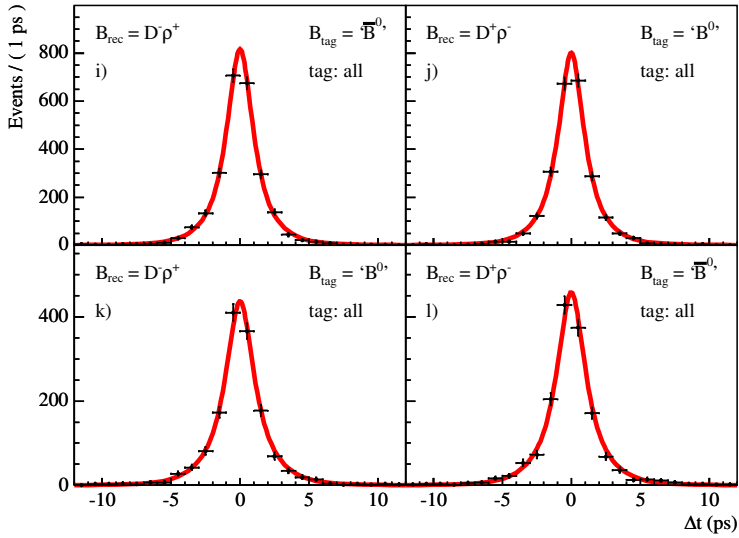 Events / ( 1 ps )
B_rec = D⁻ρ⁺ B_tag = ‘B̅⁰’
i) tag: all
B_rec = D⁺ρ⁻ B_tag = ‘B⁰’
j) tag: all
800
600
400
200
0
B_rec = D⁻ρ⁺ B_tag = ‘B⁰’
k) tag: all
B_rec = D⁺ρ⁻ B_tag = ‘B̅⁰’
l) tag: all
400
200
0
-10 -5 0 5 10 -10 -5 0 5 10
Δt (ps)